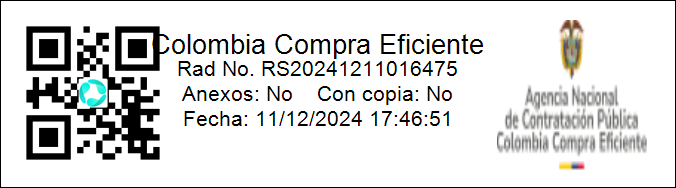 Colombia Compra Eficiente
Rad No. RS20241211016475
Anexos: No    Con copia: No
Fecha: 11/12/2024 17:46:51
Agencia Nacional
de Contratación Pública
Colombia Compra Eficiente